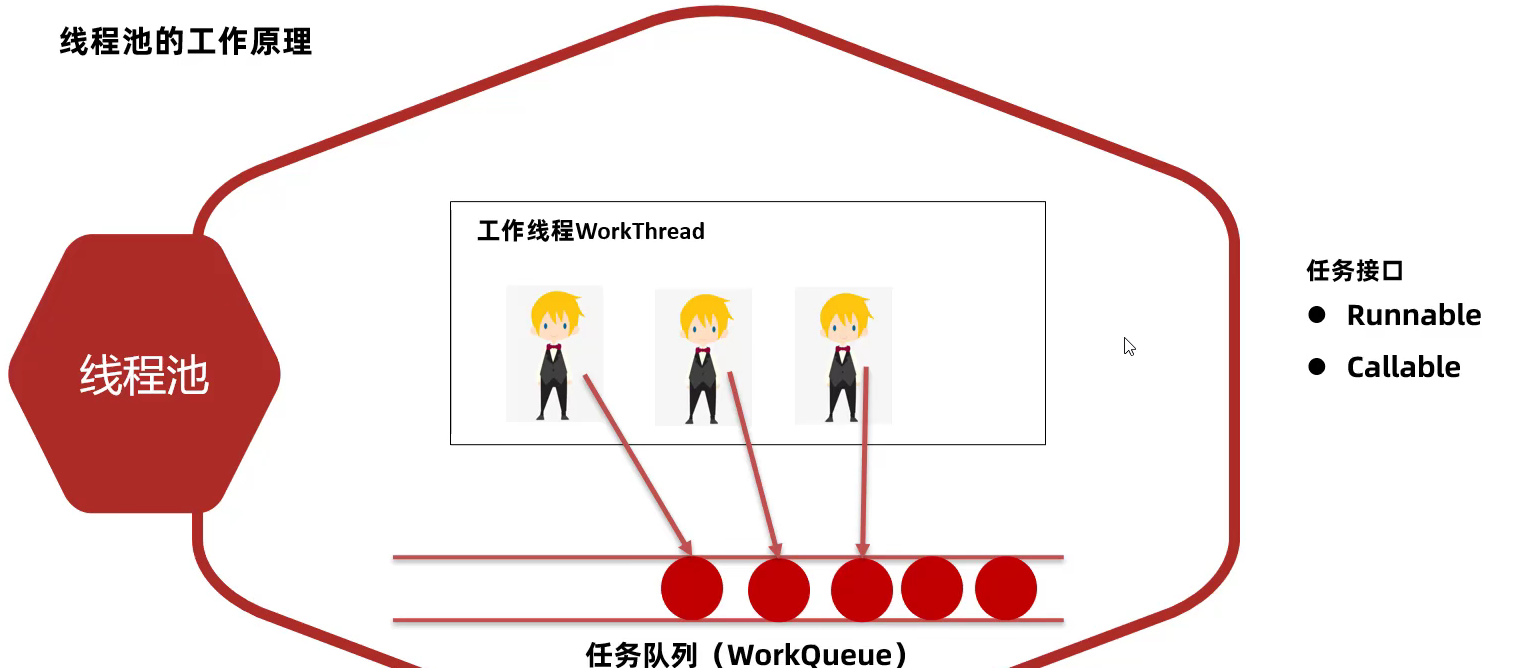 线程池的工作原理
线程池
工作线程WorkThread
任务接口
● Runnable
● Callable
任务队列（WorkQueue）